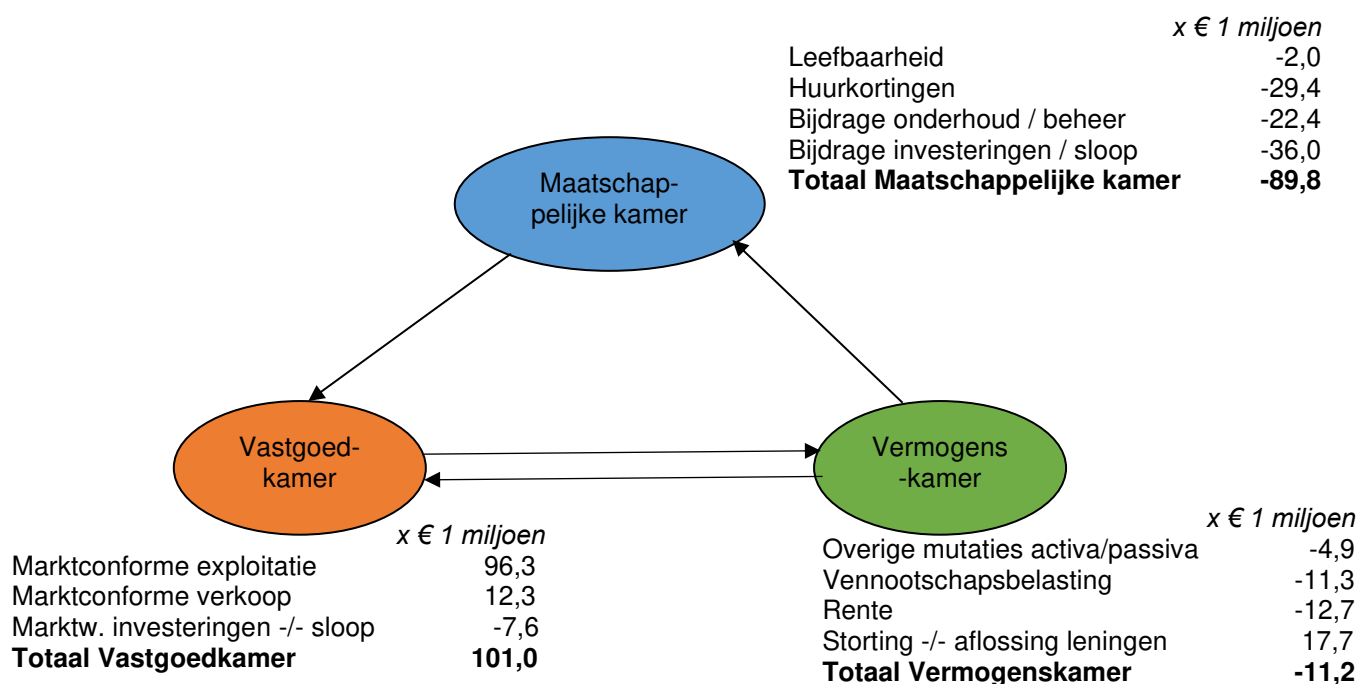 x € 1 miljoen
Leefbaarheid -2,0
Huurkortingen -29,4
Bijdrage onderhoud / beheer -22,4
Bijdrage investeringen / sloop -36,0
Totaal Maatschappelijke kamer -89,8
Maatschap-
pelijke kamer
Vastgoed-
kamer
Vermogens
-kamer
x € 1 miljoen
Marktconforme exploitatie 96,3
Marktconforme verkoop 12,3
Marktw. investeringen -/- sloop -7,6
Totaal Vastgoedkamer 101,0
x € 1 miljoen
Overige mutaties activa/passiva -4,9
Vennootschapsbelasting -11,3
Rente -12,7
Storting -/- aflossing leningen 17,7
Totaal Vermogenskamer -11,2